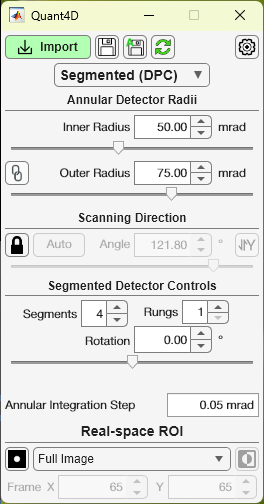 Quant4D
Import
Segmented (DPC)
Annular Detector Radii
Inner Radius 50.00 mrad
Outer Radius 75.00 mrad
Scanning Direction
Auto Angle 121.80 °
Segmented Detector Controls
Segments 4 Rungs 1
Rotation 0.00 °
Annular Integration Step 0.05 mrad
Real-space ROI
Full Image
Frame X 65 Y 65